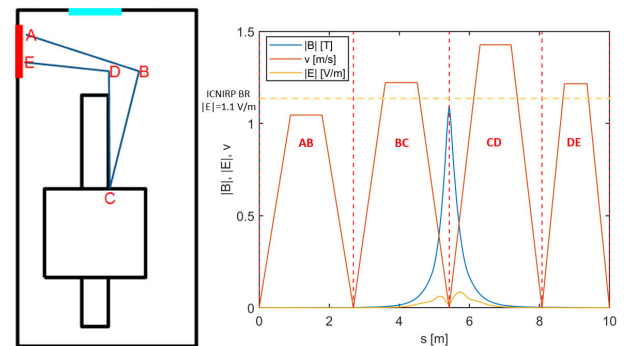 A
E
D
B
C
ICNIRP BR
|E|=1.1 V/m
|B|, |E|, v
1.5
1
0.5
0
|B| [T]
v [m/s]
|E| [V/m]
AB
BC
CD
DE
0 2 4 6 8 10
s [m]